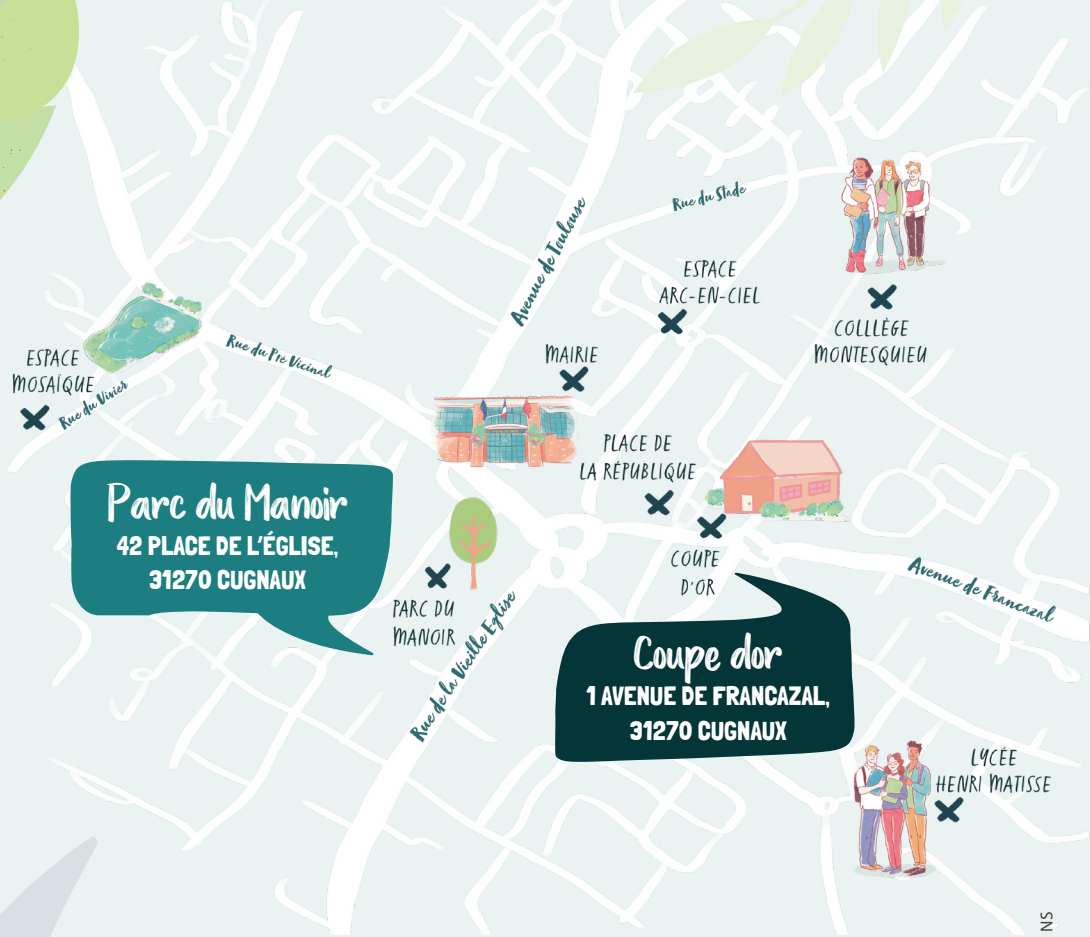 Rue du Stade
Avenue de Toulouse
ESPACE
ARC-EN-CIEL
COLLLÈGE
MONTESQUIEU
MAIRIE
Rue du Pré Vicinal
ESPACE
MOSAÏQUE
Rue du Vivier
PLACE DE
LA RÉPUBLIQUE
Parc du Manoir
42 PLACE DE L'ÉGLISE,
31270 CUGNAUX
COUPE
D'OR
Avenue de Francazal
PARC DU
MANOIR
Rue de la Vieille Eglise
Coupe dor
1 AVENUE DE FRANCAZAL,
31270 CUGNAUX
LYCÉE
HENRI MATISSE
NS